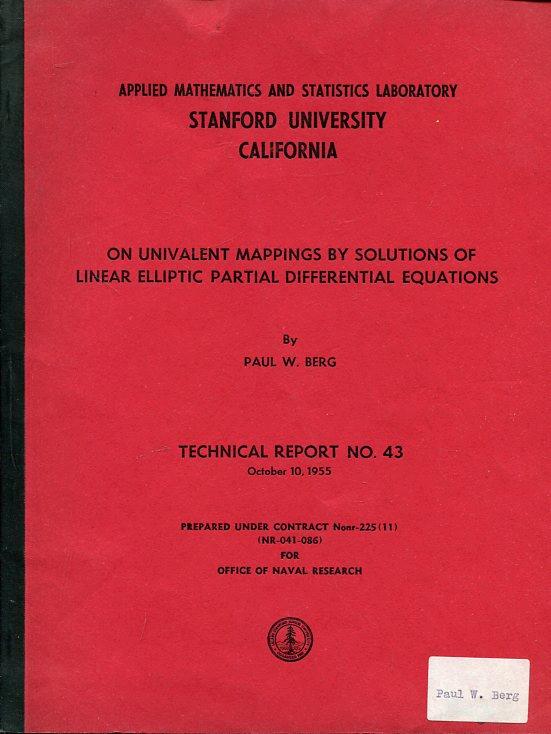 APPLIED MATHEMATICS AND STATISTICS LABORATORY
STANFORD UNIVERSITY
CALIFORNIA
ON UNIVALENT MAPPINGS BY SOLUTIONS OF
LINEAR ELLIPTIC PARTIAL DIFFERENTIAL EQUATIONS
By
PAUL W. BERG
TECHNICAL REPORT NO. 43
October 10, 1955
PREPARED UNDER CONTRACT Nonr-225(11)
(NR-041-086)
FOR
OFFICE OF NAVAL RESEARCH
Paul W. Berg